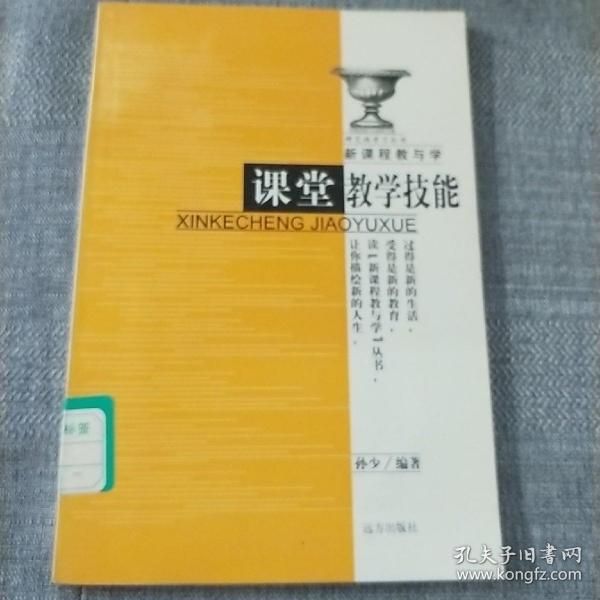 新课程教与学
课堂教学技能
XINKECHENG JIAOYUXUE
过得是新的生活，
受得是新的教育，
读《新课程教与学》丛书，
让你描绘新的人生。
孙少/编著
远方出版社
标签
孔夫子旧书网
www.kongfz.com